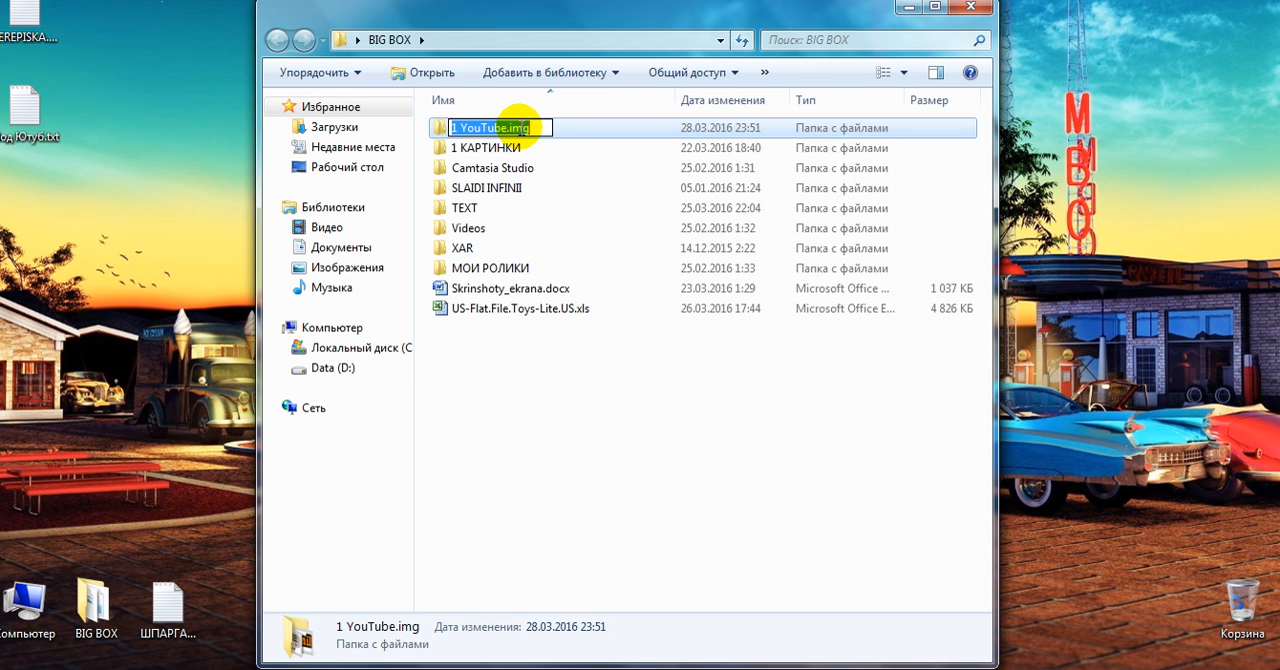 EREPISKA....
од Ютуб.txt
Компьютер
BIG BOX
ШПАРГА...
BIG BOX
Поиск: BIG BOX
Упорядочить
Открыть
Добавить в библиотеку
Общий доступ
»
Избранное
Загрузки
Недавние места
Рабочий стол
Библиотеки
Видео
Документы
Изображения
Музыка
Компьютер
Локальный диск (C
Data (D:)
Сеть
Имя Дата изменения Тип Размер
1 YouTube.img 28.03.2016 23:51 Папка с файлами
1 КАРТИНКИ 22.03.2016 18:40 Папка с файлами
Camtasia Studio 25.02.2016 1:31 Папка с файлами
SLAIDI INFINII 05.01.2016 21:24 Папка с файлами
TEXT 25.03.2016 22:04 Папка с файлами
Videos 25.02.2016 1:32 Папка с файлами
XAR 14.12.2015 2:22 Папка с файлами
МОИ РОЛИКИ 25.02.2016 1:33 Папка с файлами
Skrinshoty_ekrana.docx 23.03.2016 1:29 Microsoft Office ... 1 037 КБ
US-Flat.File.Toys-Lite.US.xls 26.03.2016 17:44 Microsoft Office E... 4 826 КБ
1 YouTube.img Дата изменения: 28.03.2016 23:51
Папка с файлами
Корзина